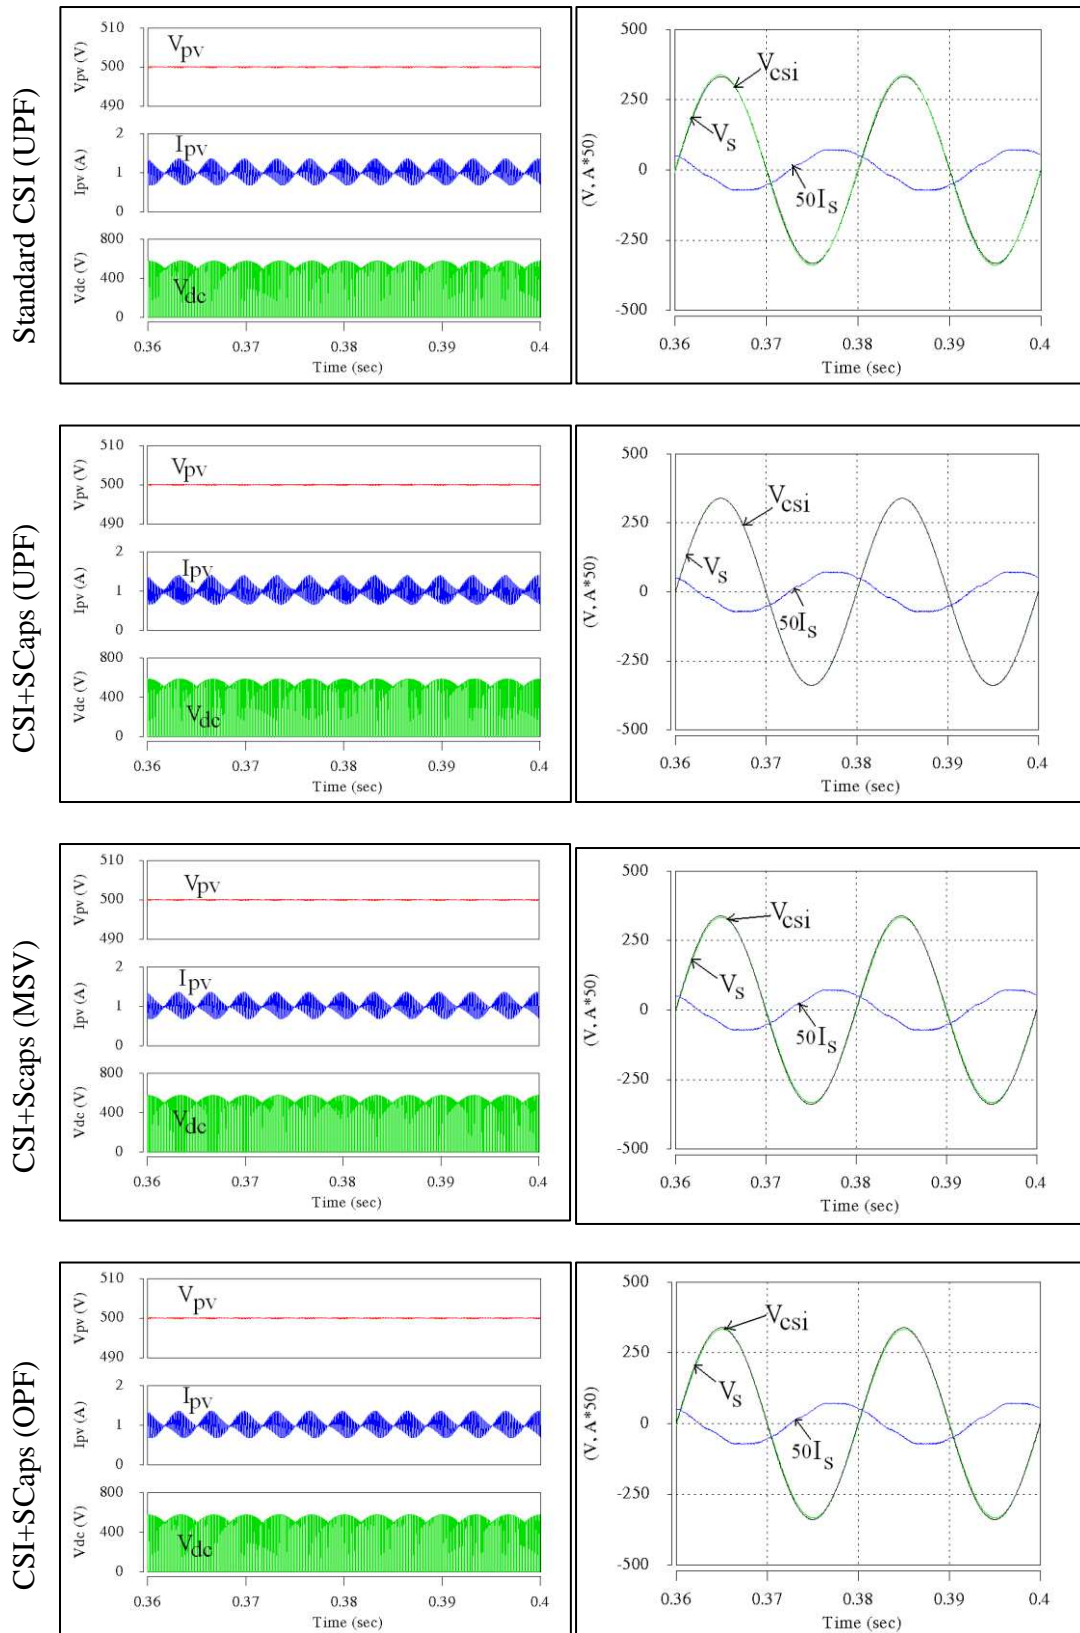 Standard CSI (UPF)
Vpv (V)
510
500
490
Vpv
Ipv (A)
2
1
0
Ipv
Vdc (V)
800
400
0
Vdc
0.36 0.37 0.38 0.39 0.4
Time (sec)
(V, A*50)
500
250
0
-250
-500
Vcsi
Vs
50Is
0.36 0.37 0.38 0.39 0.4
Time (sec)
CSI+SCaps (UPF)
Vpv (V)
510
500
490
Vpv
Ipv (A)
2
1
0
Ipv
Vdc (V)
800
400
0
Vdc
0.36 0.37 0.38 0.39 0.4
Time (sec)
(V, A*50)
500
250
0
-250
-500
Vcsi
Vs
50Is
0.36 0.37 0.38 0.39 0.4
Time (sec)
CSI+Scaps (MSV)
Vpv (V)
510
500
490
Vpv
Ipv (A)
2
1
0
Ipv
Vdc (V)
800
400
0
Vdc
0.36 0.37 0.38 0.39 0.4
Time (sec)
(V, A*50)
500
250
0
-250
-500
Vcsi
Vs
50Is
0.36 0.37 0.38 0.39 0.4
Time (sec)
CSI+SCaps (OPF)
Vpv (V)
510
500
490
Vpv
Ipv (A)
2
1
0
Ipv
Vdc (V)
800
400
0
Vdc
0.36 0.37 0.38 0.39 0.4
Time (sec)
(V, A*50)
500
250
0
-250
-500
Vcsi
Vs
50Is
0.36 0.37 0.38 0.39 0.4
Time (sec)